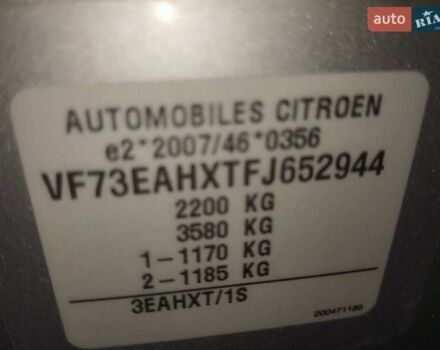 auto RIA
AUTOMOBILES CITROEN
e2*2007/46*0356
VF73EAHXTFJ652944
2200 KG
3580 KG
1-1170 KG
2-1185 KG
3EAHXT/1S
200471180